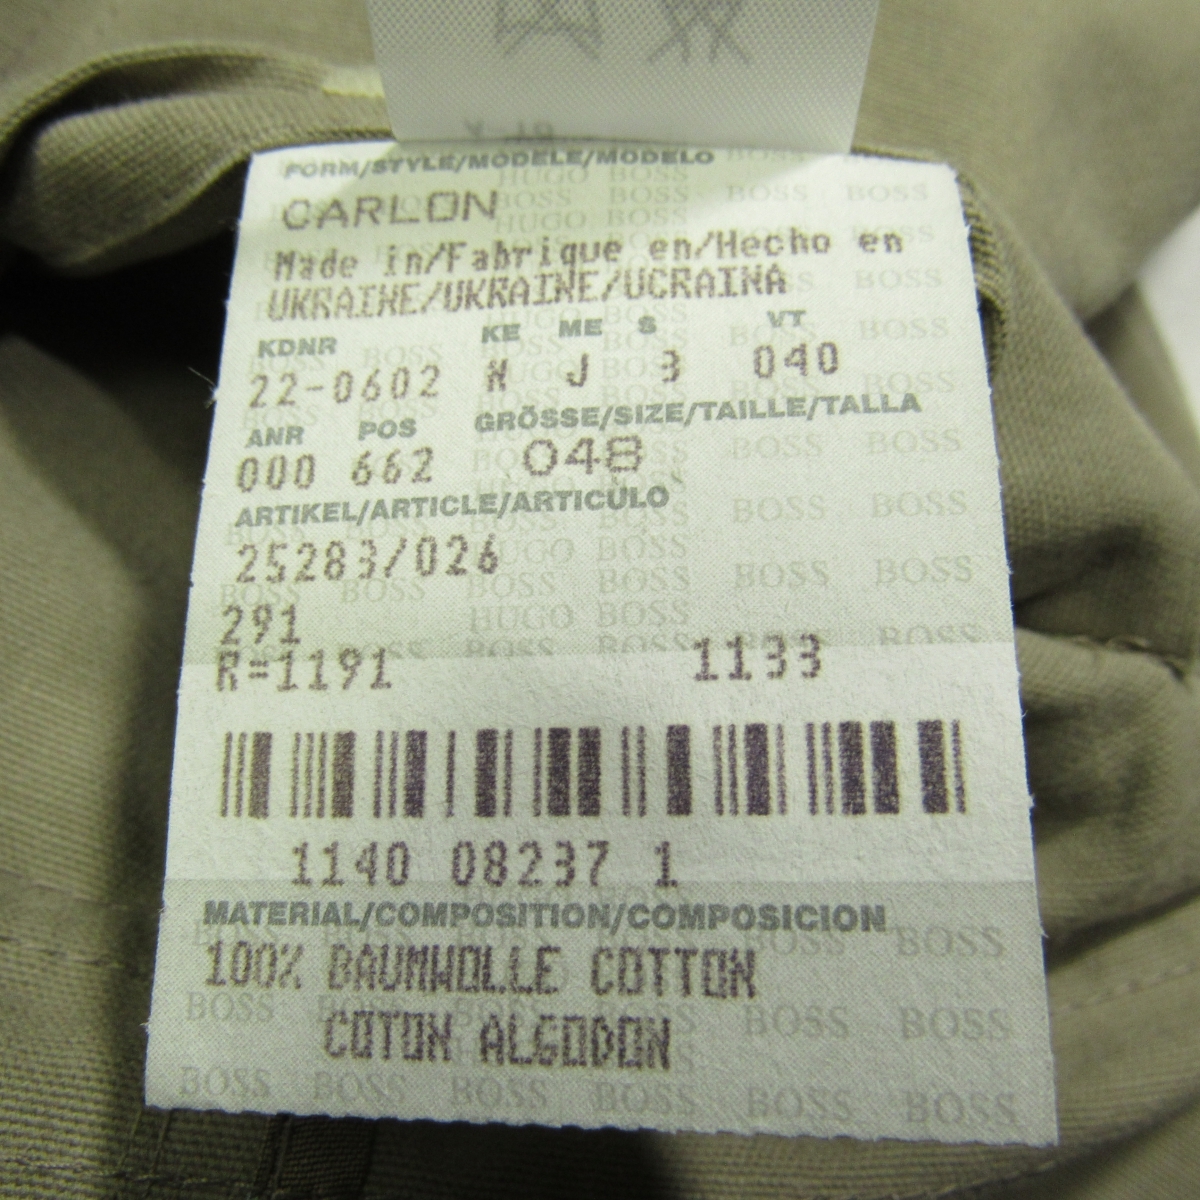 FORM/STYLE/MODELE/MODELO
CARLON
Made in/Fabrique en/Hecho en
UKRAINE/UKRAINE/UCRAINA
KDNR KE ME S VT
22-0602 N J 3 040
ANR POS GRÖSSE/SIZE/TAILLE/TALLA
000 662 048
ARTIKEL/ARTICLE/ARTICULO
25283/026
291
R=1191 1133
1140 08237 1
MATERIAL/COMPOSITION/COMPOSICION
100% BAUMWOLLE COTTON
COTON ALGODON
HUGO BOSS